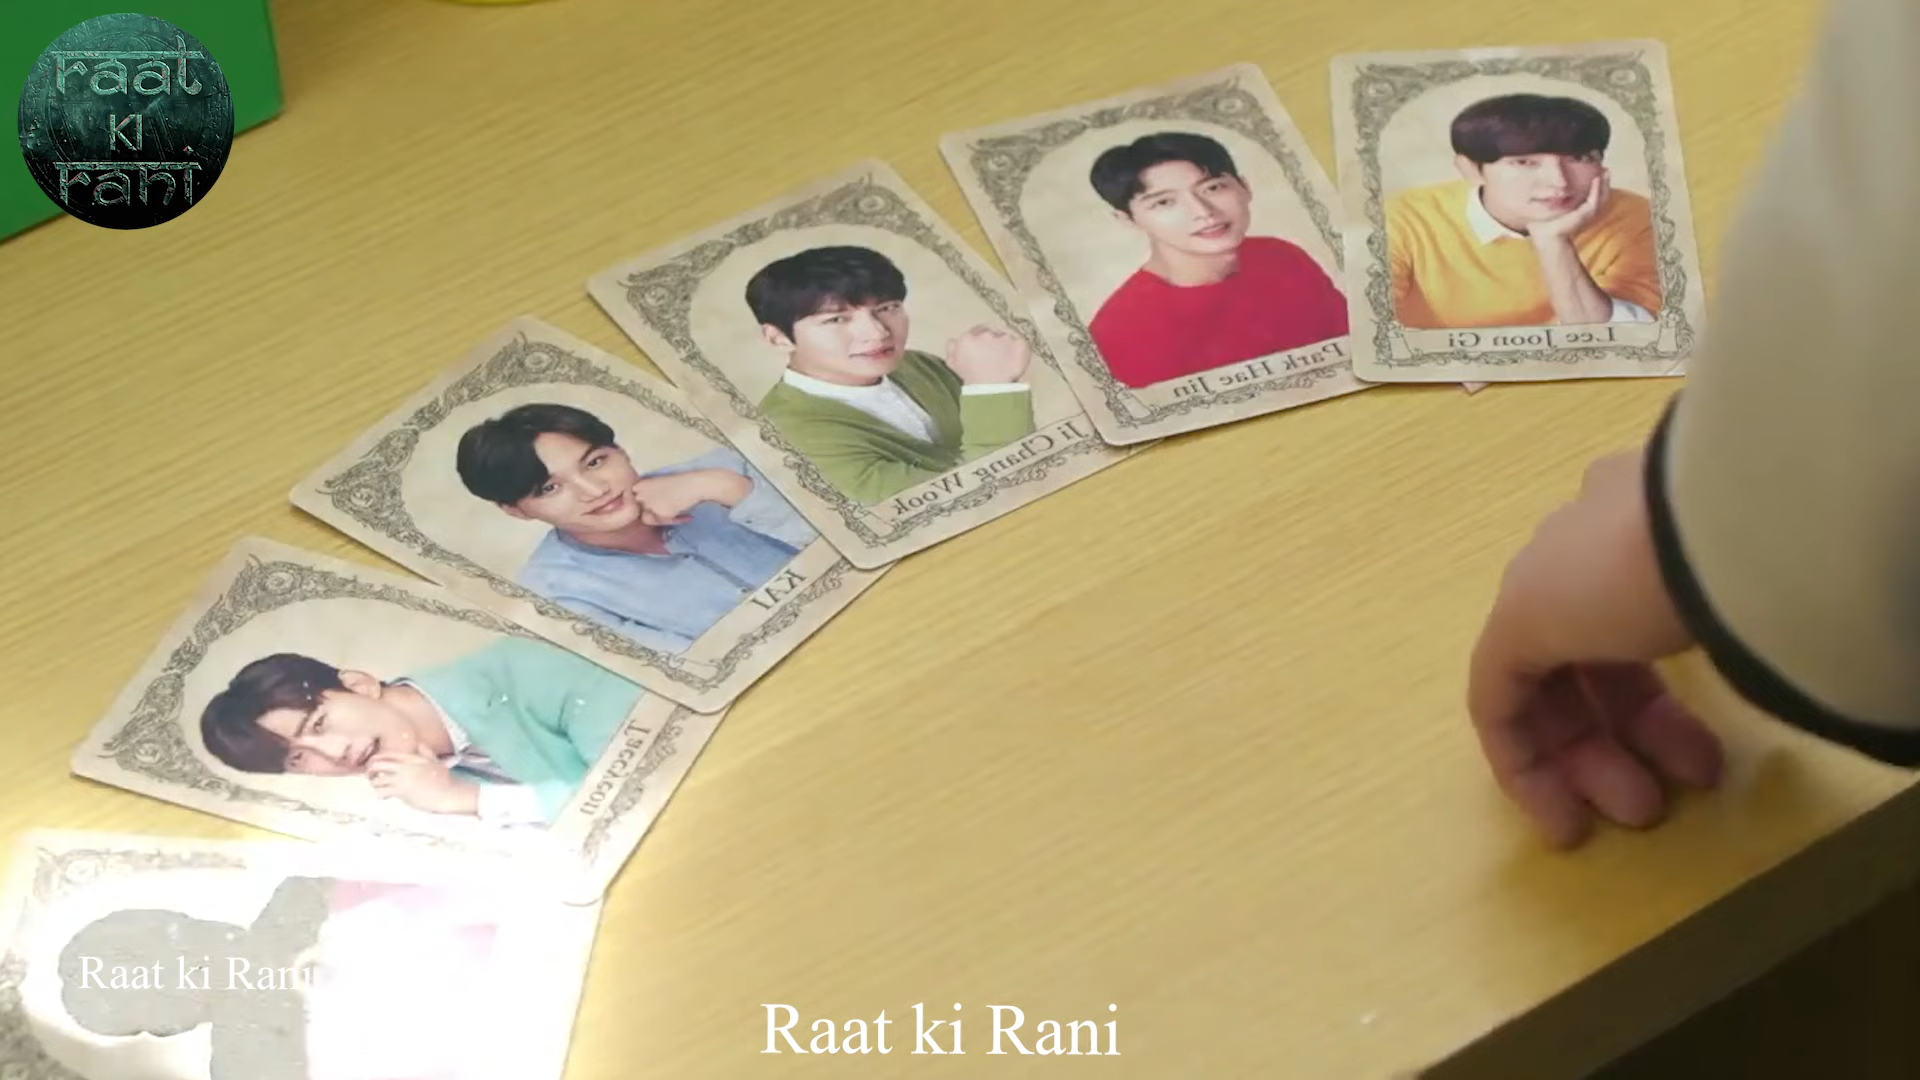 raat
ki
rani
Lee Joon Gi
Park Hae Jin
Ji Chang Wook
KAI
Taecyeon
Raat ki Rani
Raat ki Rani